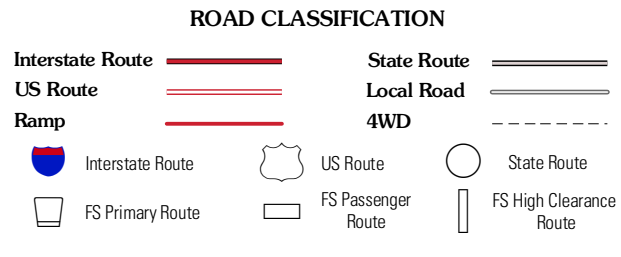 ROAD CLASSIFICATION
Interstate Route
State Route
US Route
Local Road
Ramp
4WD
Interstate Route
US Route
State Route
FS Primary Route
FS Passenger
Route
FS High Clearance
Route